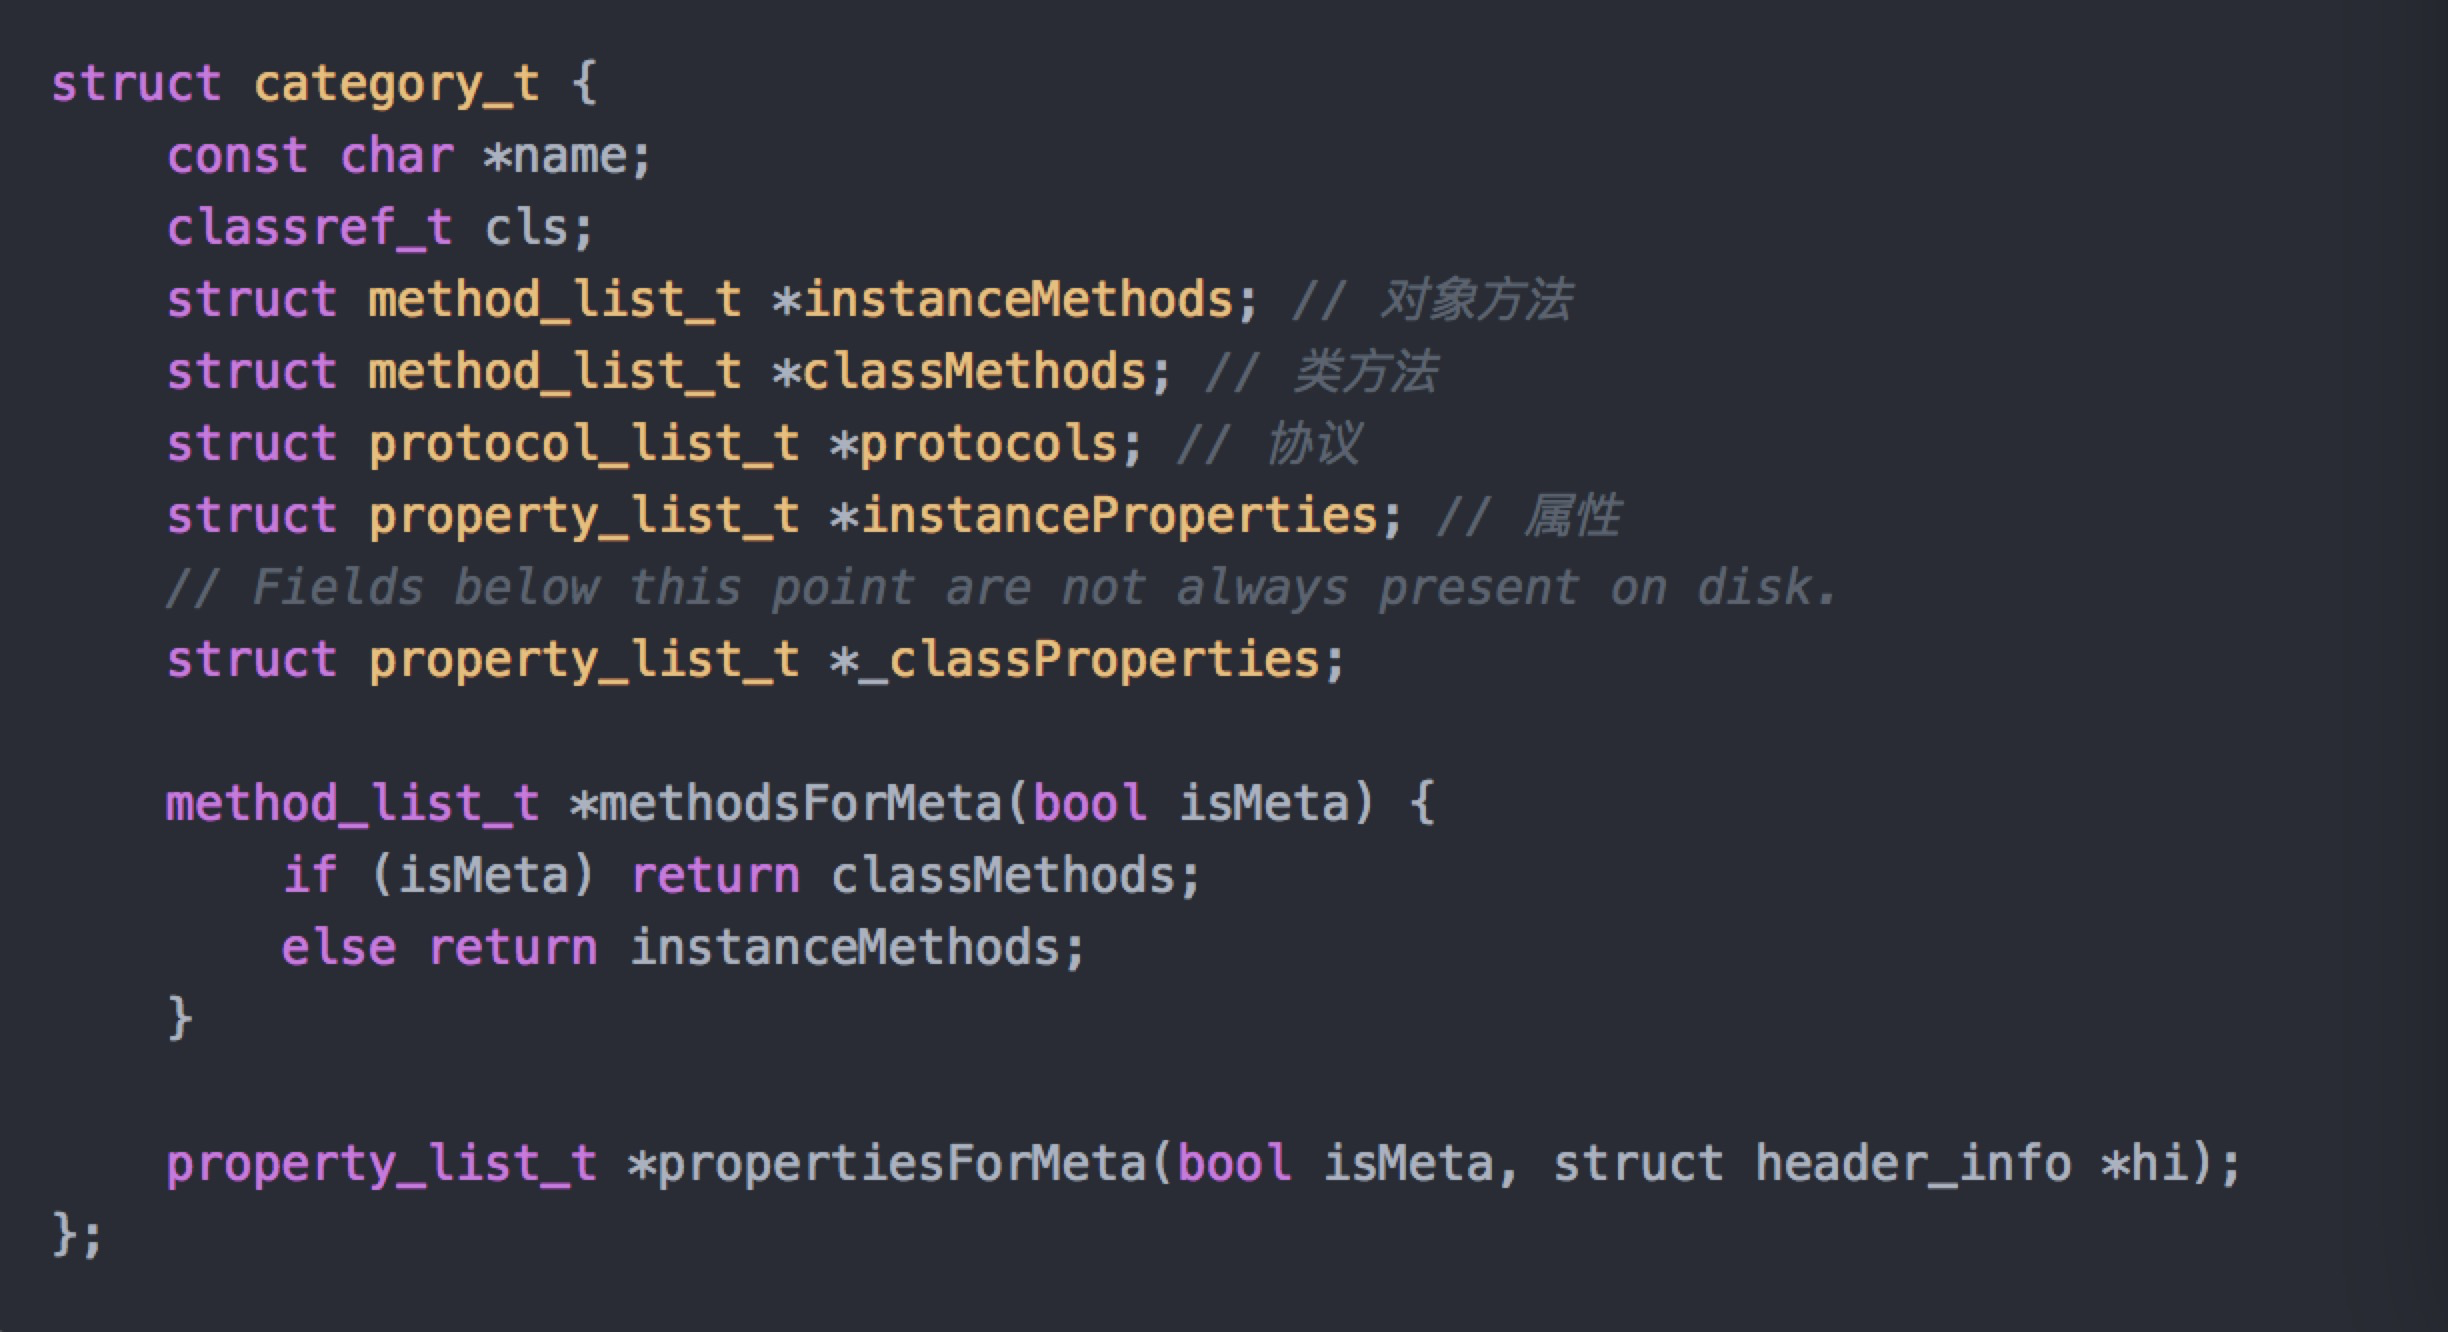 struct category_t {
    const char *name;
    classref_t cls;
    struct method_list_t *instanceMethods; // 对象方法
    struct method_list_t *classMethods; // 类方法
    struct protocol_list_t *protocols; // 协议
    struct property_list_t *instanceProperties; // 属性
    // Fields below this point are not always present on disk.
    struct property_list_t *_classProperties;

    method_list_t *methodsForMeta(bool isMeta) {
        if (isMeta) return classMethods;
        else return instanceMethods;
    }

    property_list_t *propertiesForMeta(bool isMeta, struct header_info *hi);
};